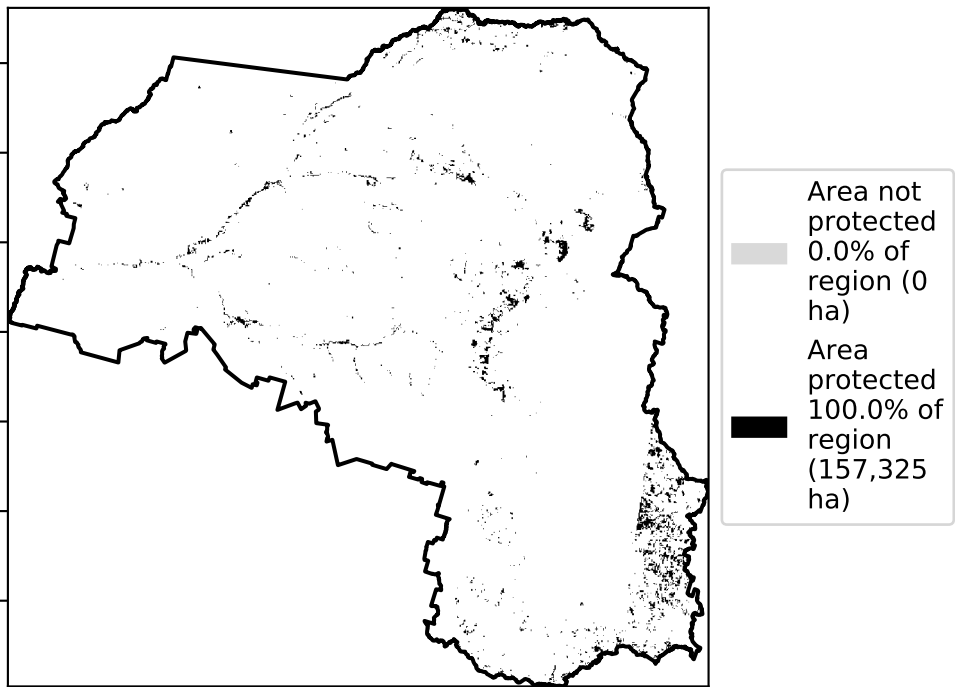 Area not
protected
0.0% of
region (0
ha)
Area
protected
100.0% of
region
(157,325
ha)